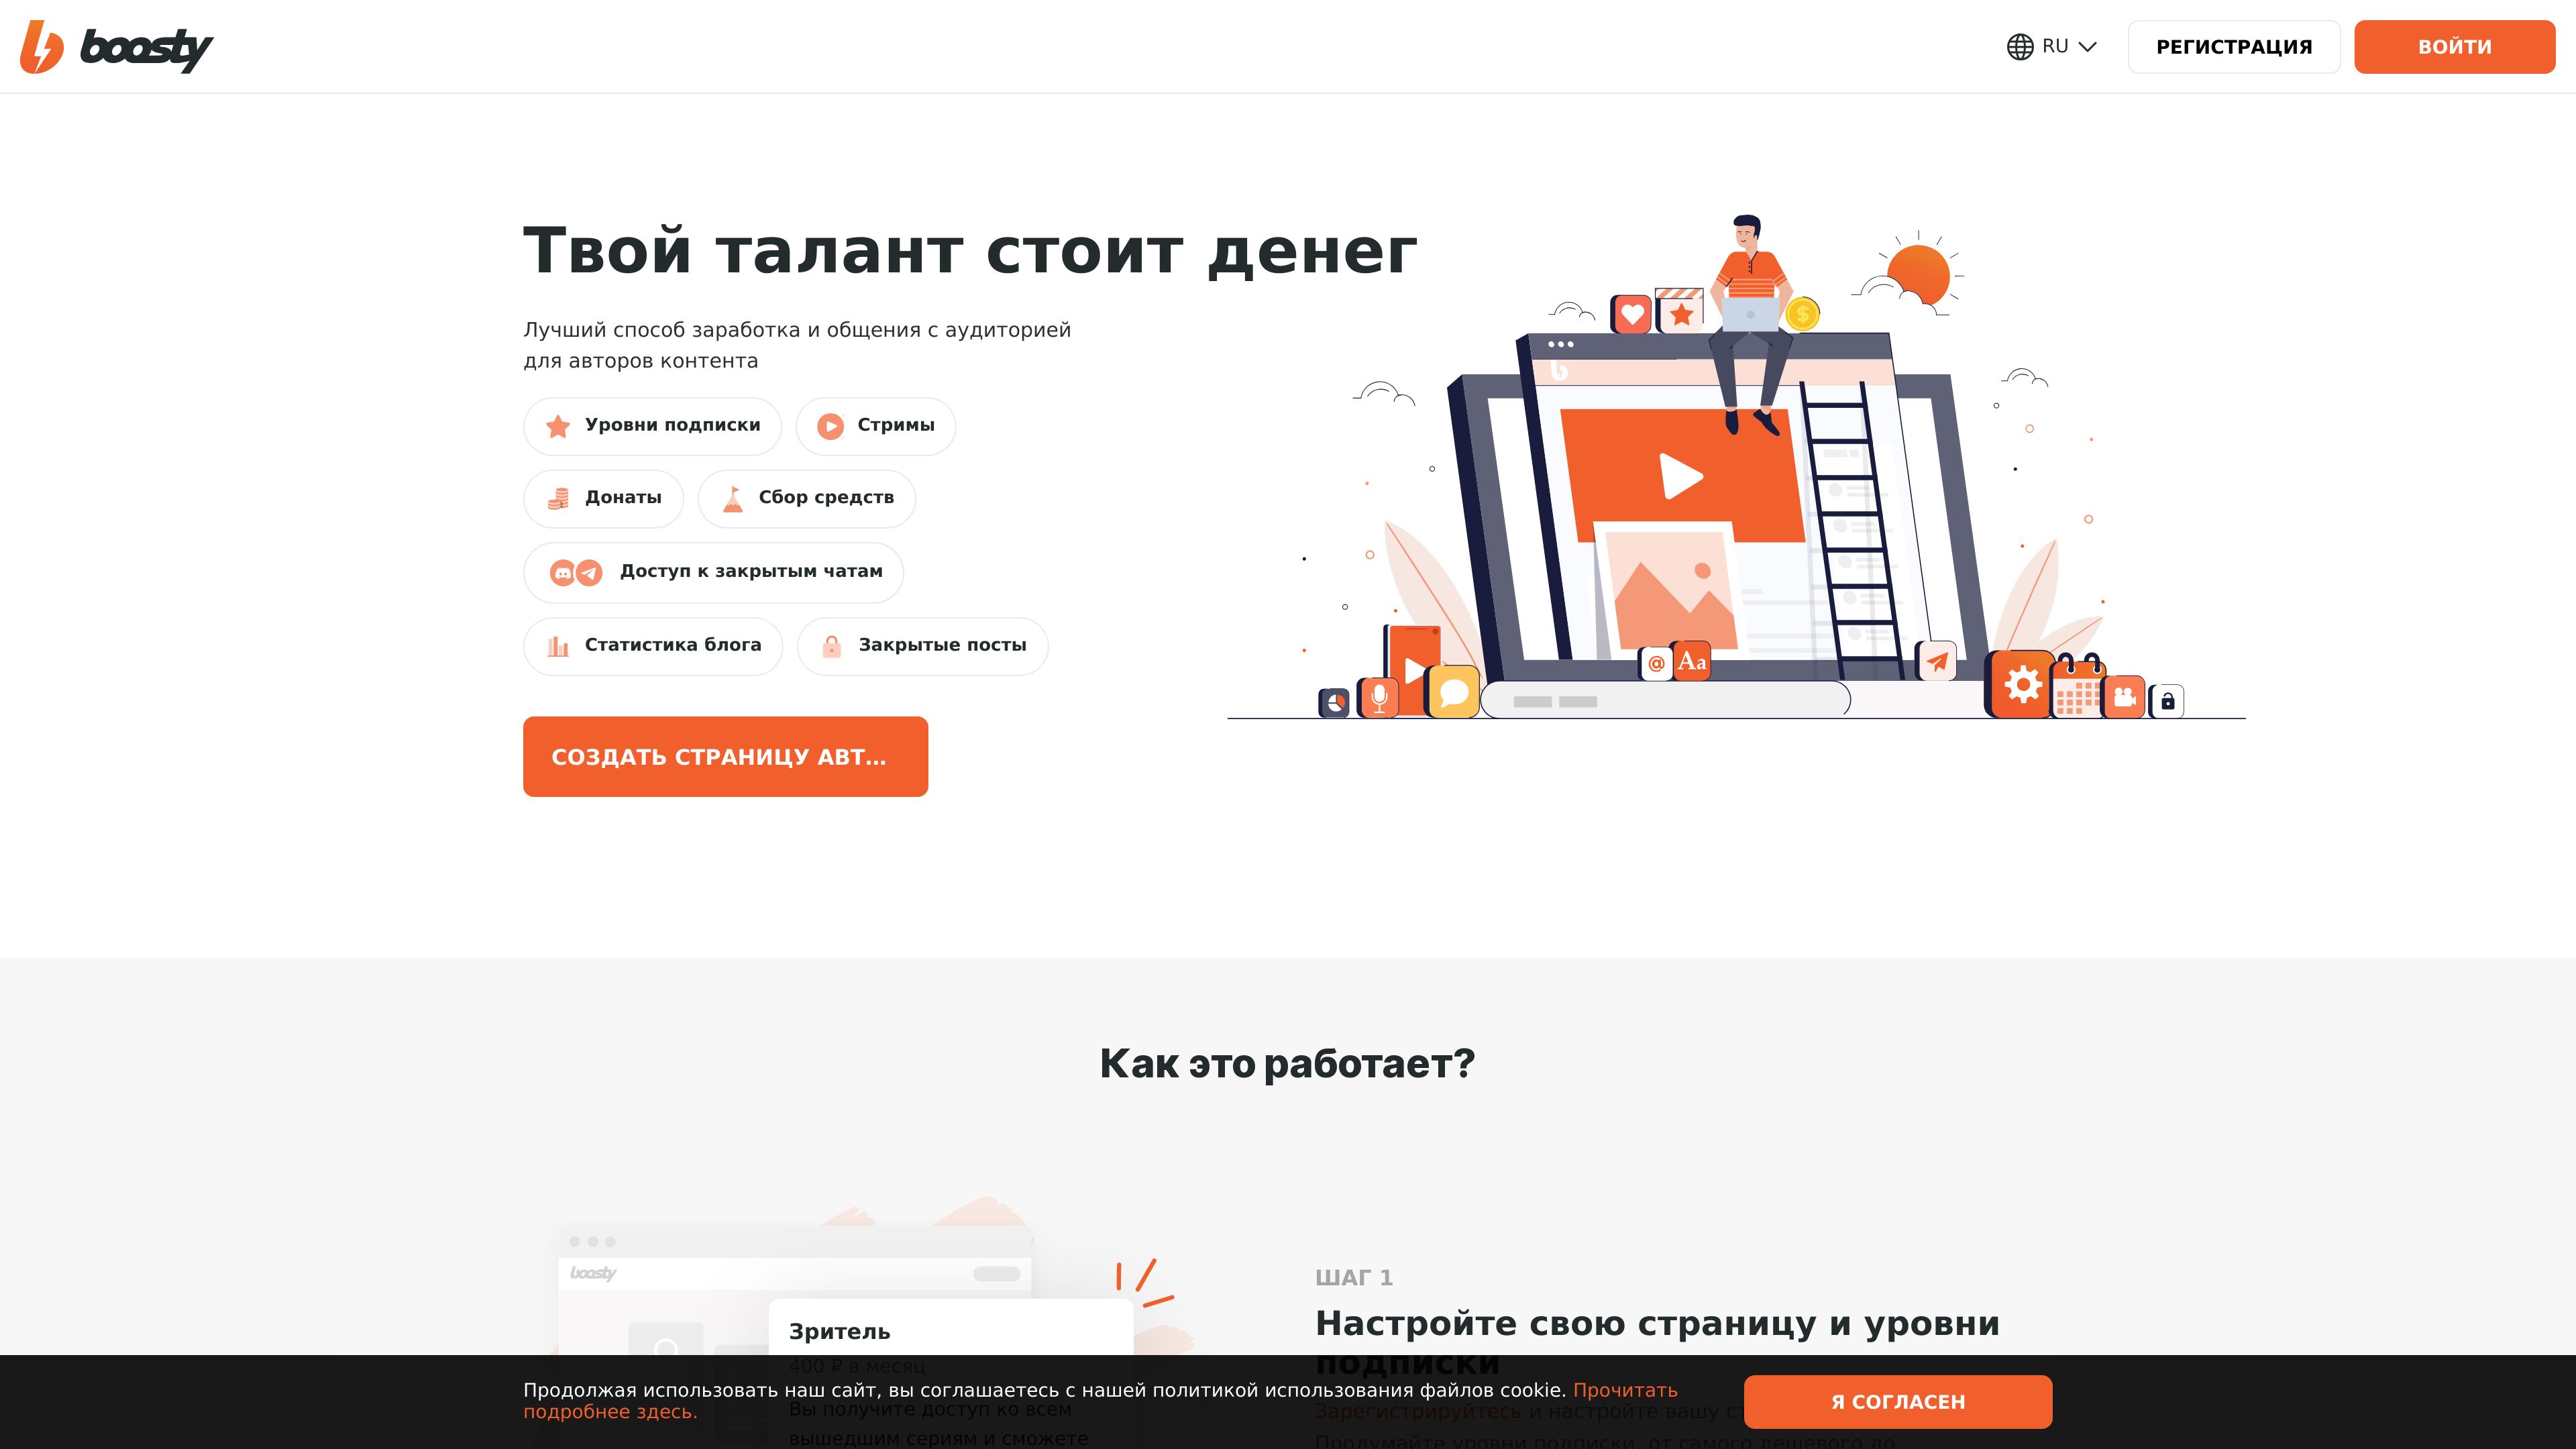 boosty
RU
РЕГИСТРАЦИЯ
ВОЙТИ
Твой талант стоит денег
Лучший способ заработка и общения с аудиторией
для авторов контента
Уровни подписки
Стримы
Донаты
Сбор средств
Доступ к закрытым чатам
Статистика блога
Закрытые посты
@
Aa
СОЗДАТЬ СТРАНИЦУ АВТ...
Как это работает?
boosty
Зритель
400 ₽ в месяц
Вы получите доступ ко всем
вышедшим сериям и сможете
ШАГ 1
Настройте свою страницу и уровни
подписки
Зарегистрируйтесь и настройте вашу
Продумайте уровни подписки, от самого дешевого до
Продолжая использовать наш сайт, вы соглашаетесь с нашей политикой использования файлов cookie. Прочитать
подробнее здесь.
Я СОГЛАСЕН